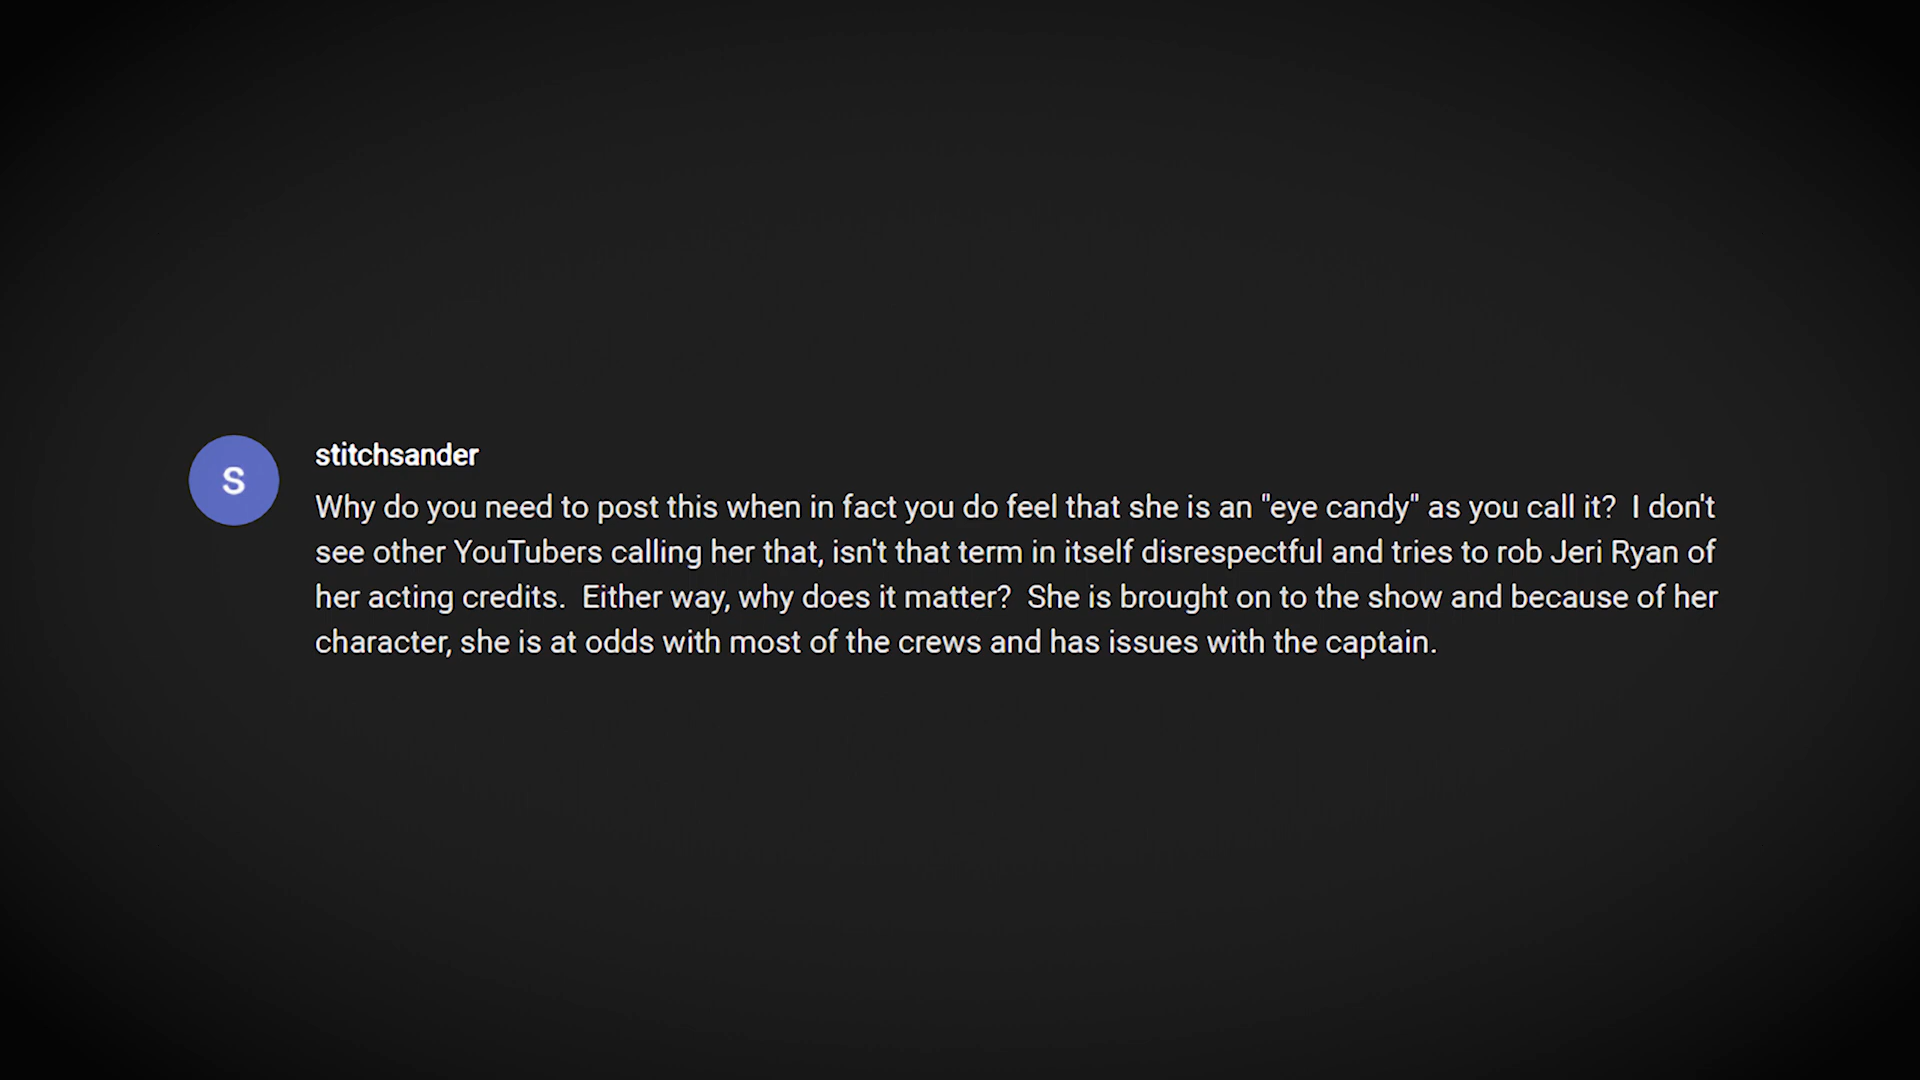 S
stitchsander
Why do you need to post this when in fact you do feel that she is an "eye candy" as you call it?  I don't
see other YouTubers calling her that, isn't that term in itself disrespectful and tries to rob Jeri Ryan of
her acting credits.  Either way, why does it matter?  She is brought on to the show and because of her
character, she is at odds with most of the crews and has issues with the captain.